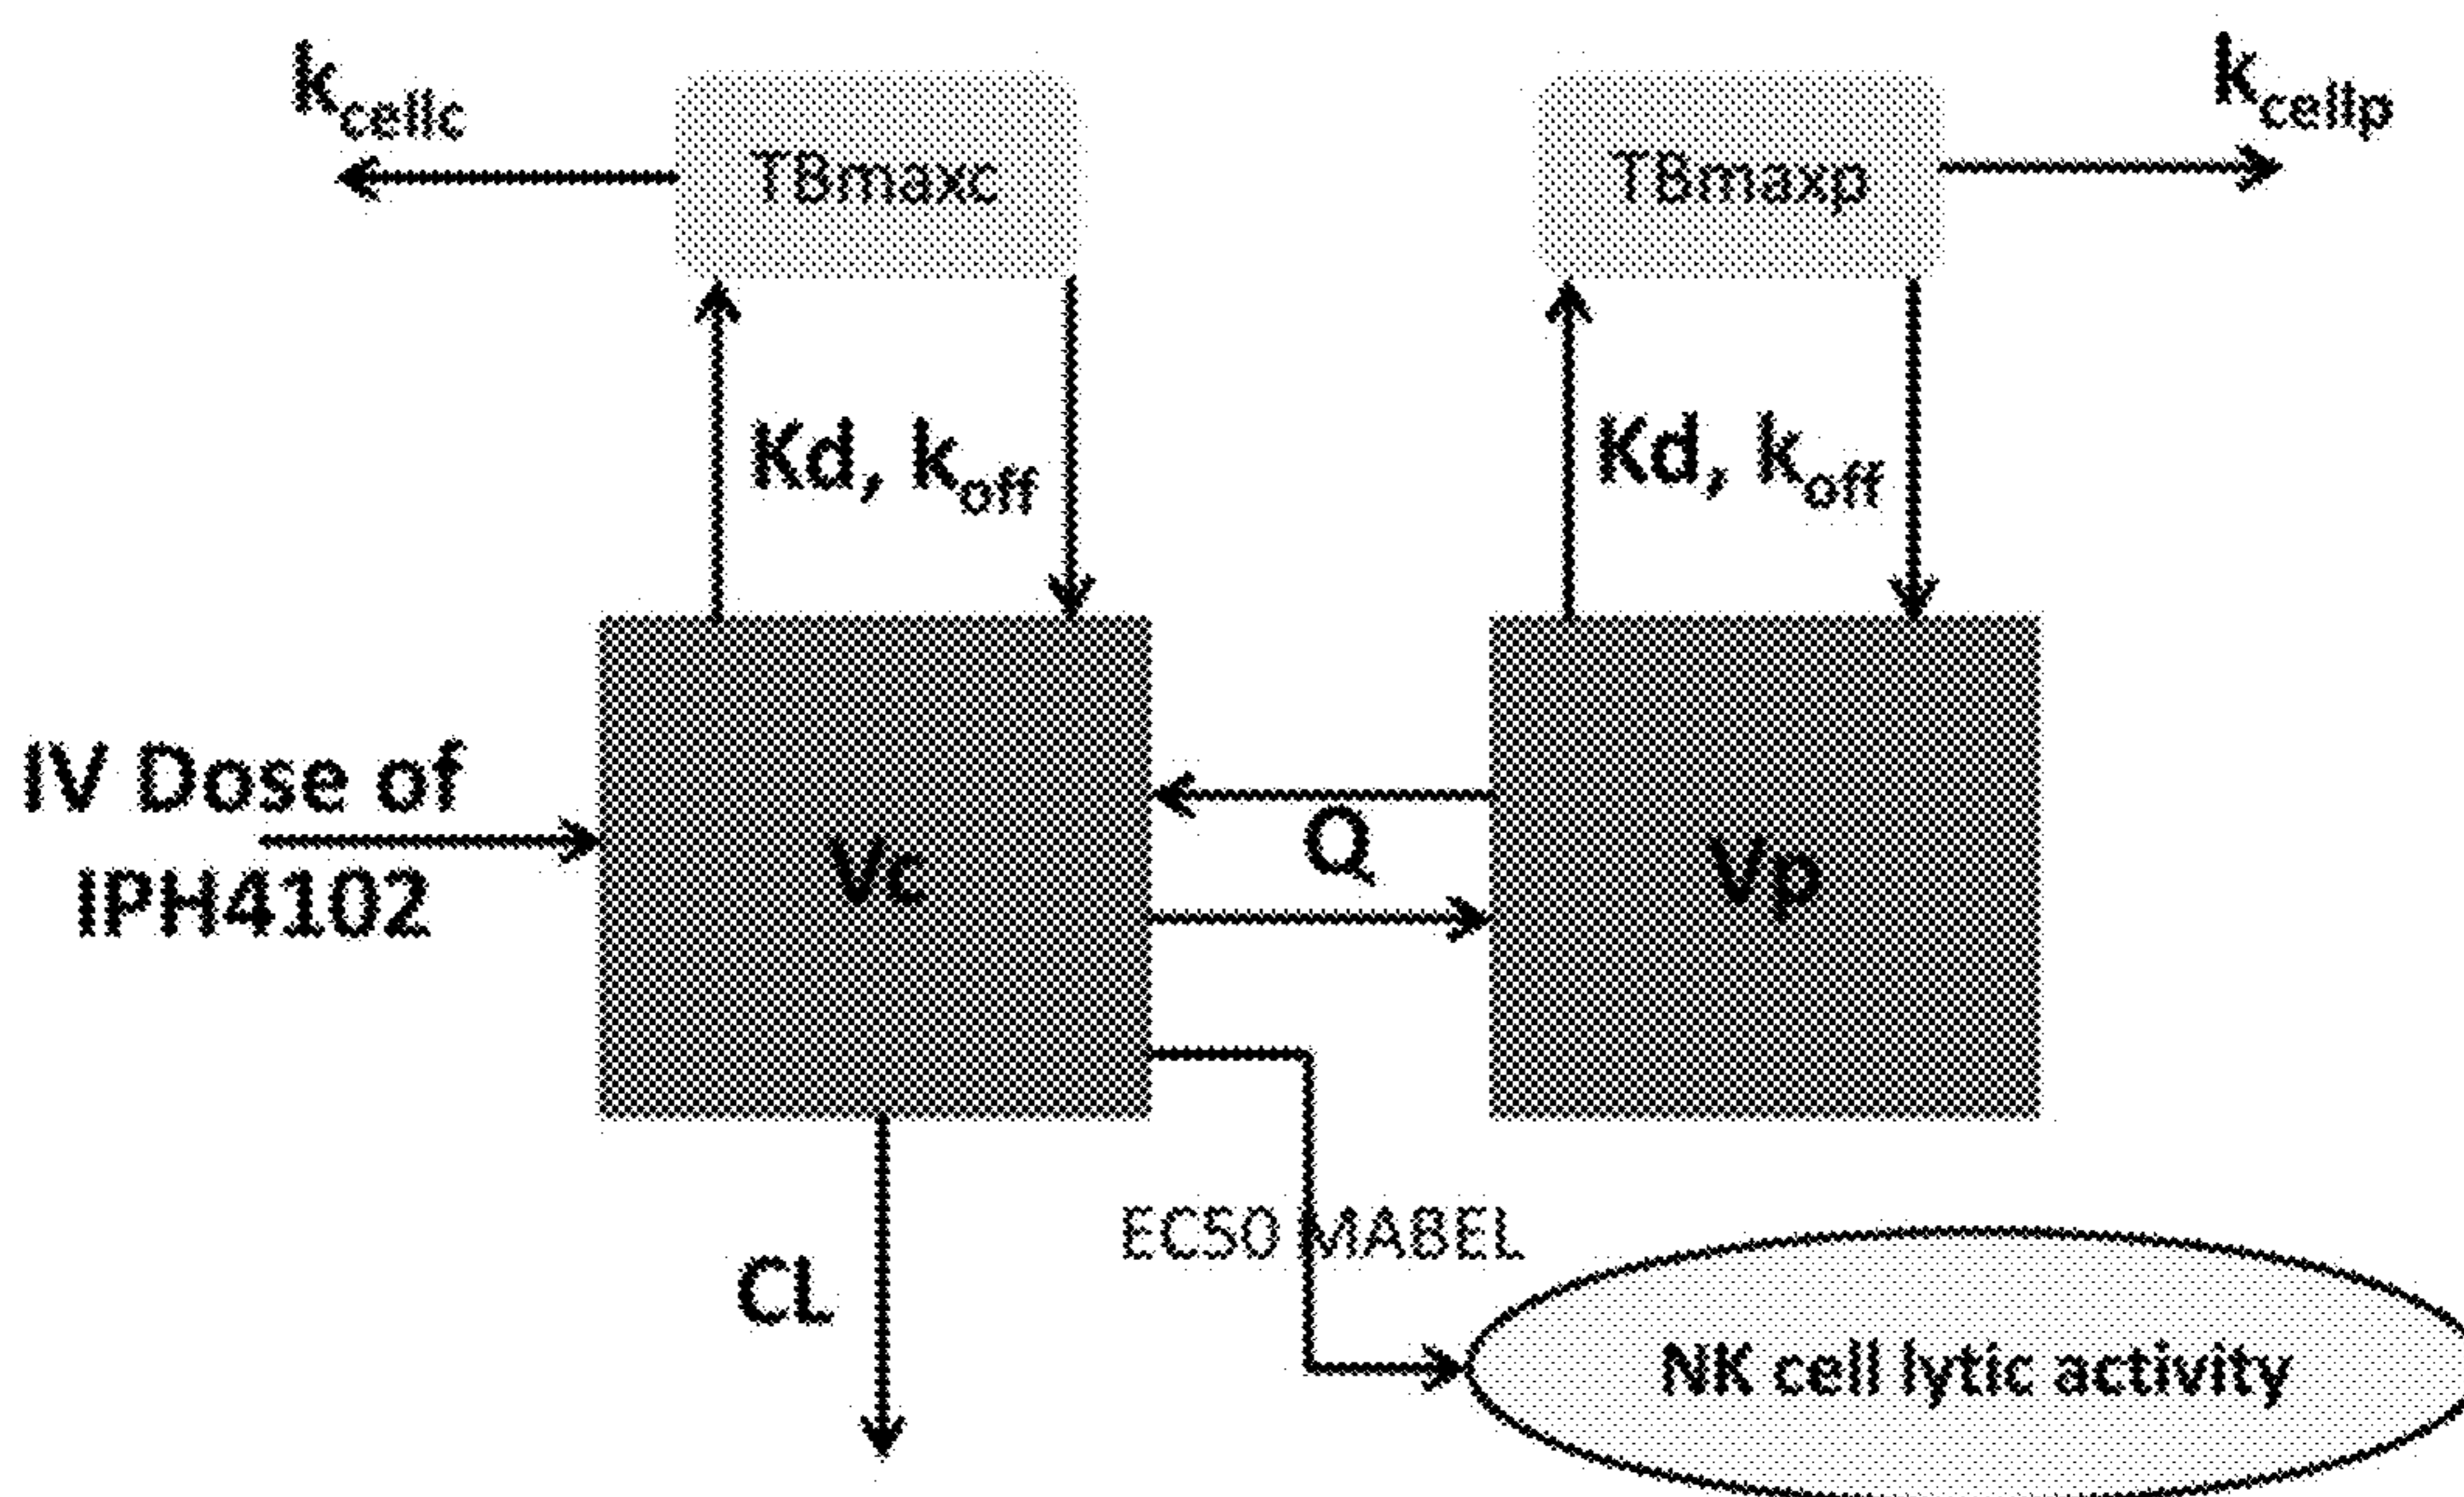 kcellc
kcellp
TBmaxc
TBmaxp
Kd, koff
Kd, koff
IV Dose of
IPH4102
Vc
Q
Vp
EC50 MABEL
CL
NK cell lytic activity